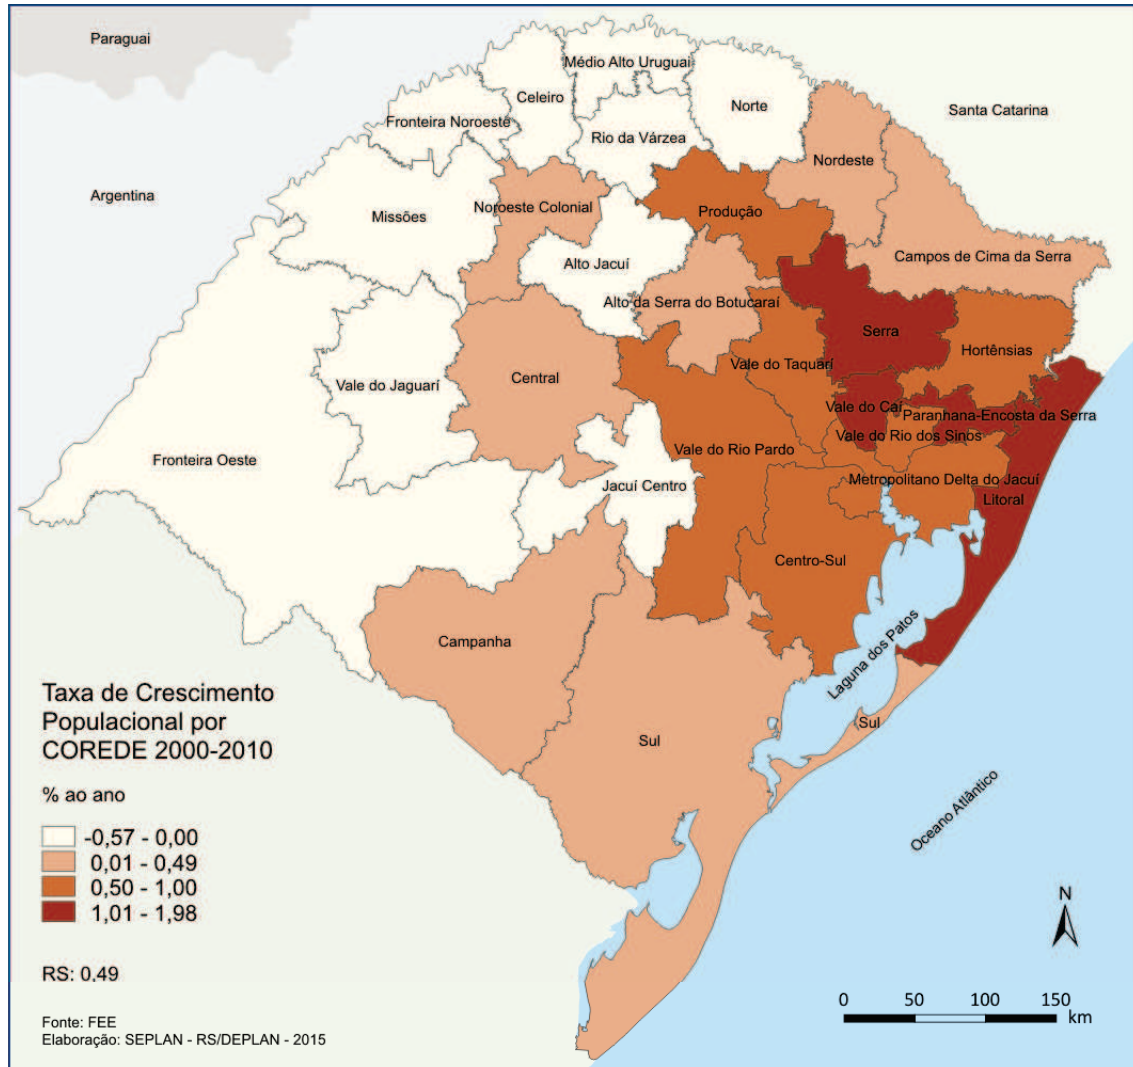 Paraguai
Médio Alto Uruguai
Celeiro
Norte
Santa Catarina
Fronteira Noroeste
Rio da Várzea
Nordeste
Argentina
Noroeste Colonial
Produção
Missões
Campos de Cima da Serra
Alto Jacuí
Alto da Serra do Botucaraí
Serra
Hortênsias
Vale do Taquarí
Central
Vale do Jaguarí
Vale do Caí
Paranhana-Encosta da Serra
Vale do Rio dos Sinos
Vale do Rio Pardo
Fronteira Oeste
Metropolitano Delta do Jacuí
Jacuí Centro
Litoral
Centro-Sul
Campanha
Laguna dos Patos
Sul
Sul
Oceano Atlântico
Taxa de Crescimento
Populacional por
COREDE 2000-2010
% ao ano
-0,57 - 0,00
0,01 - 0,49
0,50 - 1,00
1,01 - 1,98
RS: 0,49
Fonte: FEE
Elaboração: SEPLAN - RS/DEPLAN - 2015
N
0 50 100 150
km